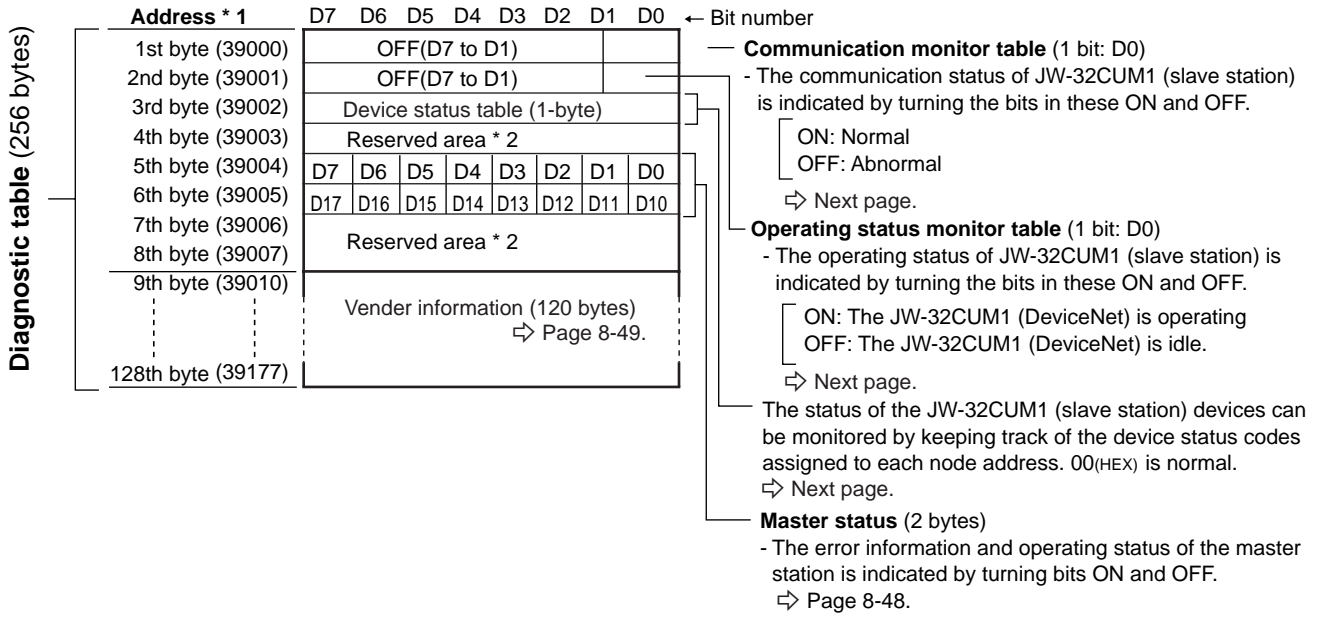 Diagnostic table (256 bytes)
Address * 1 D7 D6 D5 D4 D3 D2 D1 D0 ← Bit number
1st byte (39000) OFF(D7 to D1)
2nd byte (39001) OFF(D7 to D1)
3rd byte (39002) Device status table (1-byte)
4th byte (39003) Reserved area * 2
5th byte (39004) D7 D6 D5 D4 D3 D2 D1 D0
6th byte (39005) D17 D16 D15 D14 D13 D12 D11 D10
7th byte (39006)
Reserved area * 2
8th byte (39007)
9th byte (39010)
Vender information (120 bytes)
⇨ Page 8-49.
128th byte (39177)
Communication monitor table (1 bit: D0)
- The communication status of JW-32CUM1 (slave station)
is indicated by turning the bits in these ON and OFF.
ON: Normal
OFF: Abnormal
⇨ Next page.
Operating status monitor table (1 bit: D0)
- The operating status of JW-32CUM1 (slave station) is
indicated by turning the bits in these ON and OFF.
ON: The JW-32CUM1 (DeviceNet) is operating
OFF: The JW-32CUM1 (DeviceNet) is idle.
⇨ Next page.
The status of the JW-32CUM1 (slave station) devices can
be monitored by keeping track of the device status codes
assigned to each node address. 00(HEX) is normal.
⇨ Next page.
Master status (2 bytes)
- The error information and operating status of the master
station is indicated by turning bits ON and OFF.
⇨ Page 8-48.